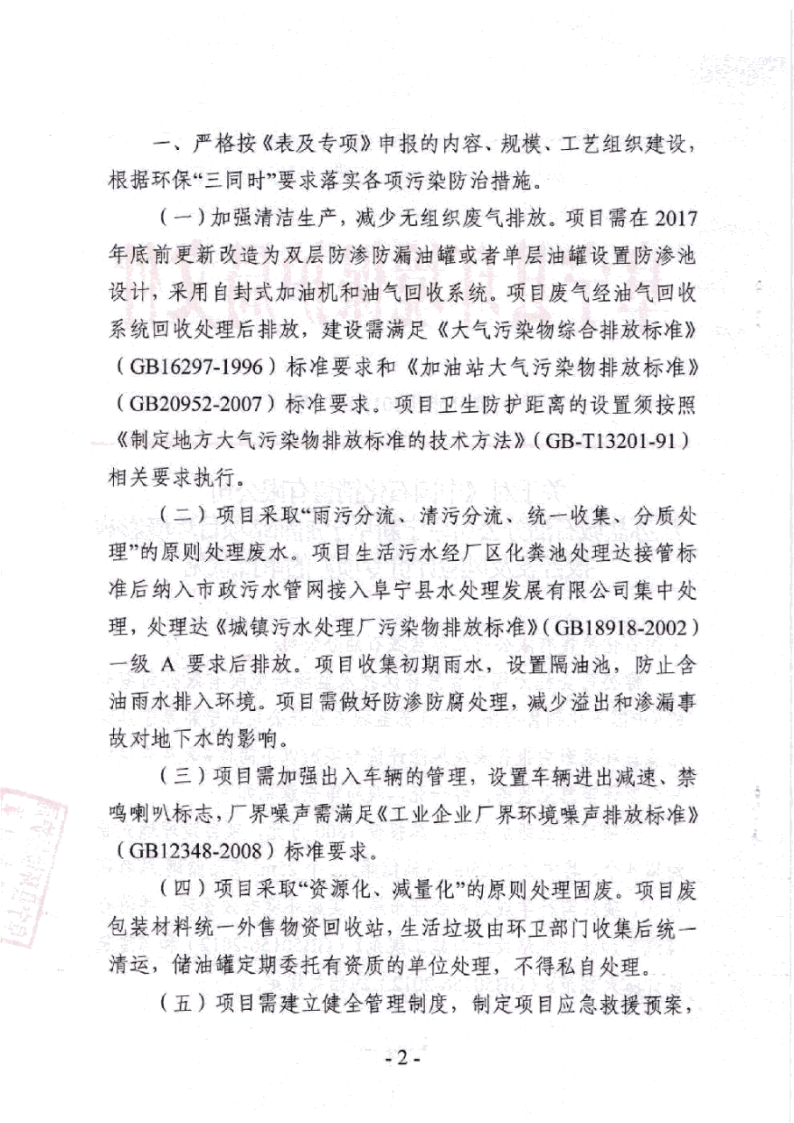 一、严格按《表及专项》申报的内容、规模、工艺组织建设，
根据环保“三同时”要求落实各项污染防治措施。
（一）加强清洁生产，减少无组织废气排放。项目需在 2017
年底前更新改造为双层防渗防漏油罐或者单层油罐设置防渗池
设计，采用自封式加油机和油气回收系统。项目废气经油气回收
系统回收处理后排放，建设需满足《大气污染物综合排放标准》
（GB16297-1996）标准要求和《加油站大气污染物排放标准》
（GB20952-2007）标准要求。项目卫生防护距离的设置须按照
《制定地方大气污染物排放标准的技术方法》（GB-T13201-91）
相关要求执行。
（二）项目采取“雨污分流、清污分流、统一收集、分质处
理”的原则处理废水。项目生活污水经厂区化粪池处理达接管标
准后纳入市政污水管网接入阜宁县水处理发展有限公司集中处
理，处理达《城镇污水处理厂污染物排放标准》（GB18918-2002）
一级 A 要求后排放。项目收集初期雨水，设置隔油池，防止含
油雨水排入环境。项目需做好防渗防腐处理，减少溢出和渗漏事
故对地下水的影响。
（三）项目需加强出入车辆的管理，设置车辆进出减速、禁
鸣喇叭标志，厂界噪声需满足《工业企业厂界环境噪声排放标准》
（GB12348-2008）标准要求。
（四）项目采取“资源化、减量化”的原则处理固废。项目废
包装材料统一外售物资回收站，生活垃圾由环卫部门收集后统一
清运，储油罐定期委托有资质的单位处理，不得私自处理。
（五）项目需建立健全管理制度，制定项目应急救援预案，
- 2 -